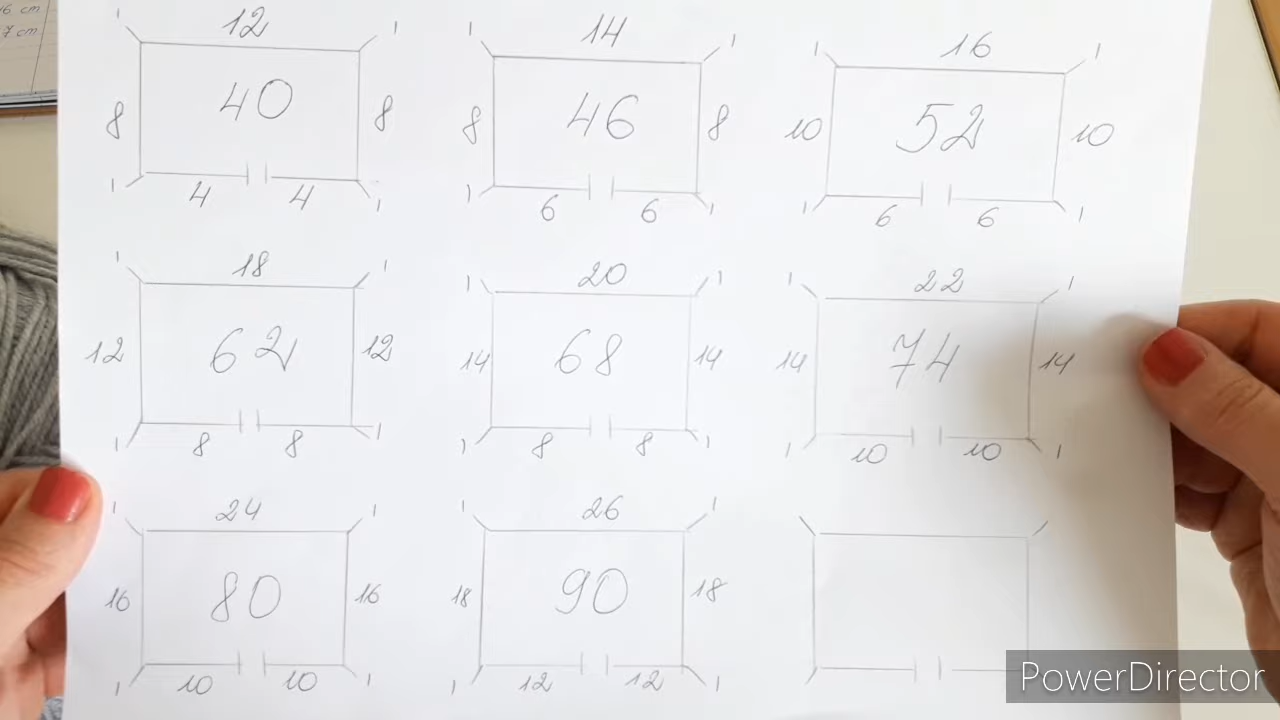 16 cm
7 cm
1 12 1 1 14 1 1 16 1
8 40 8 8 46 8 10 52 10
1 4 4 1 1 6 6 1 1 6 6 1
1 18 1 1 20 1 1 22 1
12 62 12 14 68 14 14 74 14
1 8 8 1 1 8 8 1 1 10 10 1
1 24 1 1 26 1
16 80 16 18 90 18
1 10 10 1 1 12 12 1
PowerDirector